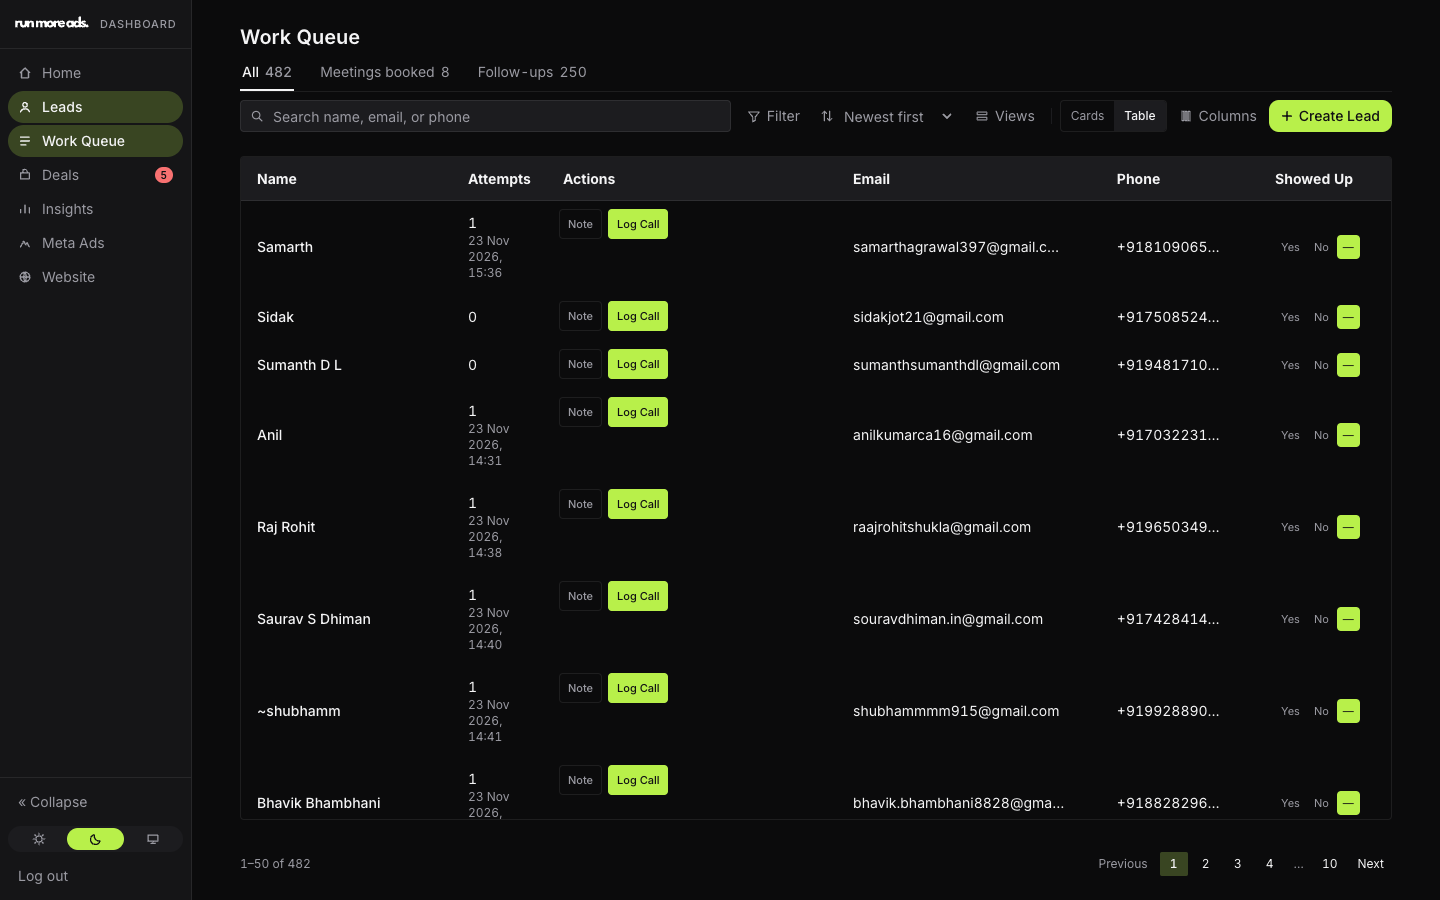 run more ads. DASHBOARD
Home
Leads
Work Queue
Deals 5
Insights
Meta Ads
Website
« Collapse
Log out
Work Queue
All 482 Meetings booked 8 Follow-ups 250
Search name, email, or phone Filter Newest first Views Cards Table Columns + Create Lead
Name Attempts Actions Email Phone Showed Up
Samarth 1 23 Nov 2026, 15:36 Note Log Call samarthagrawal397@gmail.c... +918109065... Yes No —
Sidak 0 Note Log Call sidakjot21@gmail.com +917508524... Yes No —
Sumanth D L 0 Note Log Call sumanthsumanthdl@gmail.com +919481710... Yes No —
Anil 1 23 Nov 2026, 14:31 Note Log Call anilkumarca16@gmail.com +917032231... Yes No —
Raj Rohit 1 23 Nov 2026, 14:38 Note Log Call raajrohitshukla@gmail.com +919650349... Yes No —
Saurav S Dhiman 1 23 Nov 2026, 14:40 Note Log Call souravdhiman.in@gmail.com +917428414... Yes No —
~shubhamm 1 23 Nov 2026, 14:41 Note Log Call shubhammmm915@gmail.com +919928890... Yes No —
Bhavik Bhambhani 1 23 Nov 2026, Note Log Call bhavik.bhambhani8828@gma... +918828296... Yes No —
1–50 of 482 Previous 1 2 3 4 ... 10 Next